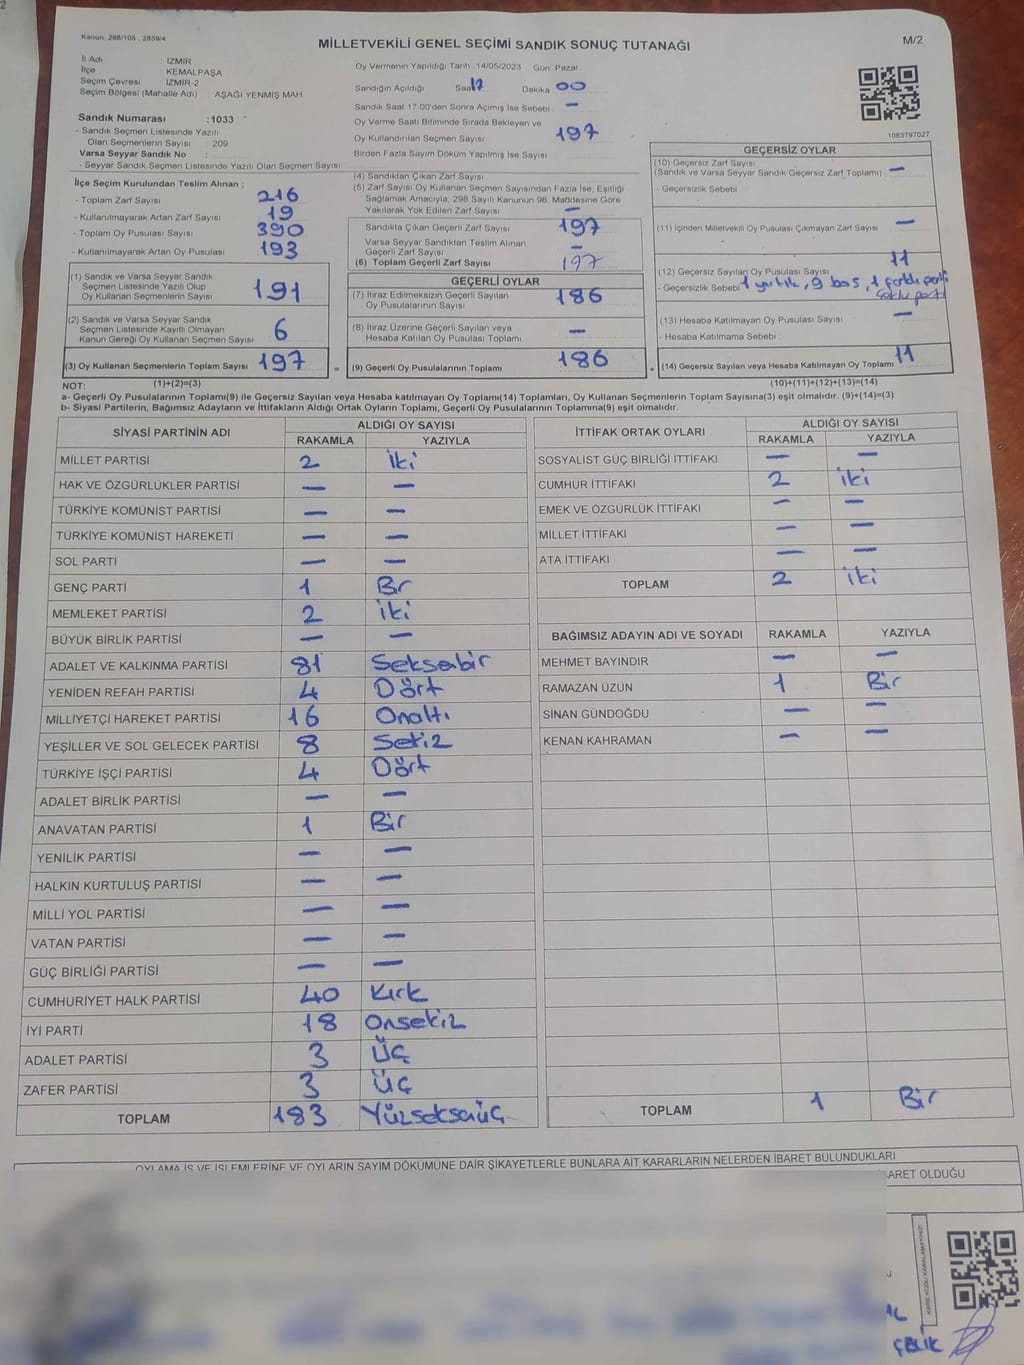 2
Kanun: 298/105 , 2839/4
MİLLETVEKİLİ GENEL SEÇİMİ SANDIK SONUÇ TUTANAĞI
M/2
İl Adı : İZMİR
İlçe : KEMALPAŞA
Seçim Çevresi : İZMİR-2
Seçim Bölgesi (Mahalle Adı) : AŞAĞI YENMİŞ MAH
Sandık Numarası : 1033
- Sandık Seçmen Listesinde Yazılı
Olan Seçmenlerin Sayısı : 209
Varsa Seyyar Sandık No :
- Seyyar Sandık Seçmen Listesinde Yazılı Olan Seçmen Sayısı
İlçe Seçim Kurulundan Teslim Alınan ;
- Toplam Zarf Sayısı 216
- Kullanılmayarak Artan Zarf Sayısı 19
- Toplam Oy Pusulası Sayısı 390
- Kullanılmayarak Artan Oy Pusulası 193
(1) Sandık ve Varsa Seyyar Sandık
Seçmen Listesinde Yazılı Olup
Oy Kullanan Seçmenlerin Sayısı 191
(2) Sandık ve Varsa Seyyar Sandık
Seçmen Listesinde Kayıtlı Olmayan
Kanun Gereği Oy Kullanan Seçmen Sayısı 6
(3) Oy Kullanan Seçmenlerin Toplam Sayısı 197 =
Oy Vermenin Yapıldığı Tarih : 14/05/2023 Gün: Pazar
Sandığın Açıldığı Saat 17 Dakika 00
Sandık Saat 17:00'den Sonra Açımış İse Sebebi : —
Oy Verme Saati Bitiminde Sırada Bekleyen ve
Oy Kullandırılan Seçmen Sayısı 197
Birden Fazla Sayım Döküm Yapılmış İse Sayısı
(4) Sandıktan Çıkan Zarf Sayısı
(5) Zarf Sayısı Oy Kullanan Seçmen Sayısından Fazla İse, Eşitliği
Sağlamak Amacıyla, 298 Sayılı Kanunun 98. Maddesine Göre
Yakılarak Yok Edilen Zarf Sayısı —
Sandıkta Çıkan Geçerli Zarf Sayısı 197
Varsa Seyyar Sandıktan Teslim Alınan
Geçerli Zarf Sayısı —
(6) Toplam Geçerli Zarf Sayısı 197
GEÇERLİ OYLAR
(7) İtiraz Edilmeksizin Geçerli Sayılan
Oy Pusulalarının Sayısı 186
(8) İtiraz Üzerine Geçerli Sayılan veya
Hesaba Katılan Oy Pusulası Toplamı —
(9) Geçerli Oy Pusulalarının Toplamı 186 +
1083797027
GEÇERSİZ OYLAR
(10) Geçersiz Zarf Sayısı
(Sandık ve Varsa Seyyar Sandık Geçersiz Zarf Toplamı) —
- Geçersizlik Sebebi
(11) İçinden Milletvekili Oy Pusulası Çıkmayan Zarf Sayısı —
(12) Geçersiz Sayılan Oy Pusulası Sayısı 11
- Geçersizlik Sebebi 1 yırtık, 9 boş, 1 farklı parti
Çoklu parti
(13) Hesaba Katılmayan Oy Pusulası Sayısı —
- Hesaba Katılmama Sebebi :
(14) Geçersiz Sayılan veya Hesaba Katılmayan Oy Toplamı 11
NOT: (1)+(2)=(3) (10)+(11)+(12)+(13)=(14)
a- Geçerli Oy Pusulalarının Toplamı(9) ile Geçersiz Sayılan veya Hesaba katılmayan Oy Toplamı(14) Toplamları, Oy Kullanan Seçmenlerin Toplam Sayısına(3) eşit olmalıdır. (9)+(14)=(3)
b- Siyasi Partilerin, Bağımsız Adayların ve İttifakların Aldığı Ortak Oyların Toplamı, Geçerli Oy Pusulalarının Toplamına(9) eşit olmalıdır.
SİYASİ PARTİNİN ADI ALDIĞI OY SAYISI
RAKAMLA YAZIYLA
MİLLET PARTİSİ 2 iki
HAK VE ÖZGÜRLÜKLER PARTİSİ — —
TÜRKİYE KOMÜNİST PARTİSİ — —
TÜRKİYE KOMÜNİST HAREKETİ — —
SOL PARTİ — —
GENÇ PARTİ 1 Bir
MEMLEKET PARTİSİ 2 iki
BÜYÜK BİRLİK PARTİSİ — —
ADALET VE KALKINMA PARTİSİ 81 Seksenbir
YENİDEN REFAH PARTİSİ 4 Dört
MİLLİYETÇİ HAREKET PARTİSİ 16 Onaltı
YEŞİLLER VE SOL GELECEK PARTİSİ 8 Sekiz
TÜRKİYE İŞÇİ PARTİSİ 4 Dört
ADALET BİRLİK PARTİSİ — —
ANAVATAN PARTİSİ 1 Bir
YENİLİK PARTİSİ — —
HALKIN KURTULUŞ PARTİSİ — —
MİLLİ YOL PARTİSİ — —
VATAN PARTİSİ — —
GÜÇ BİRLİĞİ PARTİSİ — —
CUMHURİYET HALK PARTİSİ 40 Kırk
İYİ PARTİ 18 Onsekiz
ADALET PARTİSİ 3 Üç
ZAFER PARTİSİ 3 Üç
TOPLAM 183 Yüzseksenüç
İTTİFAK ORTAK OYLARI ALDIĞI OY SAYISI
RAKAMLA YAZIYLA
SOSYALİST GÜÇ BİRLİĞİ İTTİFAKI — —
CUMHUR İTTİFAKI 2 iki
EMEK VE ÖZGÜRLÜK İTTİFAKI — —
MİLLET İTTİFAKI — —
ATA İTTİFAKI — —
TOPLAM 2 iki
BAĞIMSIZ ADAYIN ADI VE SOYADI RAKAMLA YAZIYLA
MEHMET BAYINDIR — —
RAMAZAN ÜZÜN 1 Bir
SİNAN GÜNDOĞDU — —
KENAN KAHRAMAN — —
TOPLAM 1 Bir
OYLAMA İŞ VE İŞLEMLERİNE VE OYLARIN SAYIM DÖKÜMÜNE DAİR ŞİKAYETLERLE BUNLARA AİT KARARLARIN NELERDEN İBARET BULUNDUKLARI
ARET OLDUĞU
KARE KODU KARALAMAYINIZ!
ÇELİK